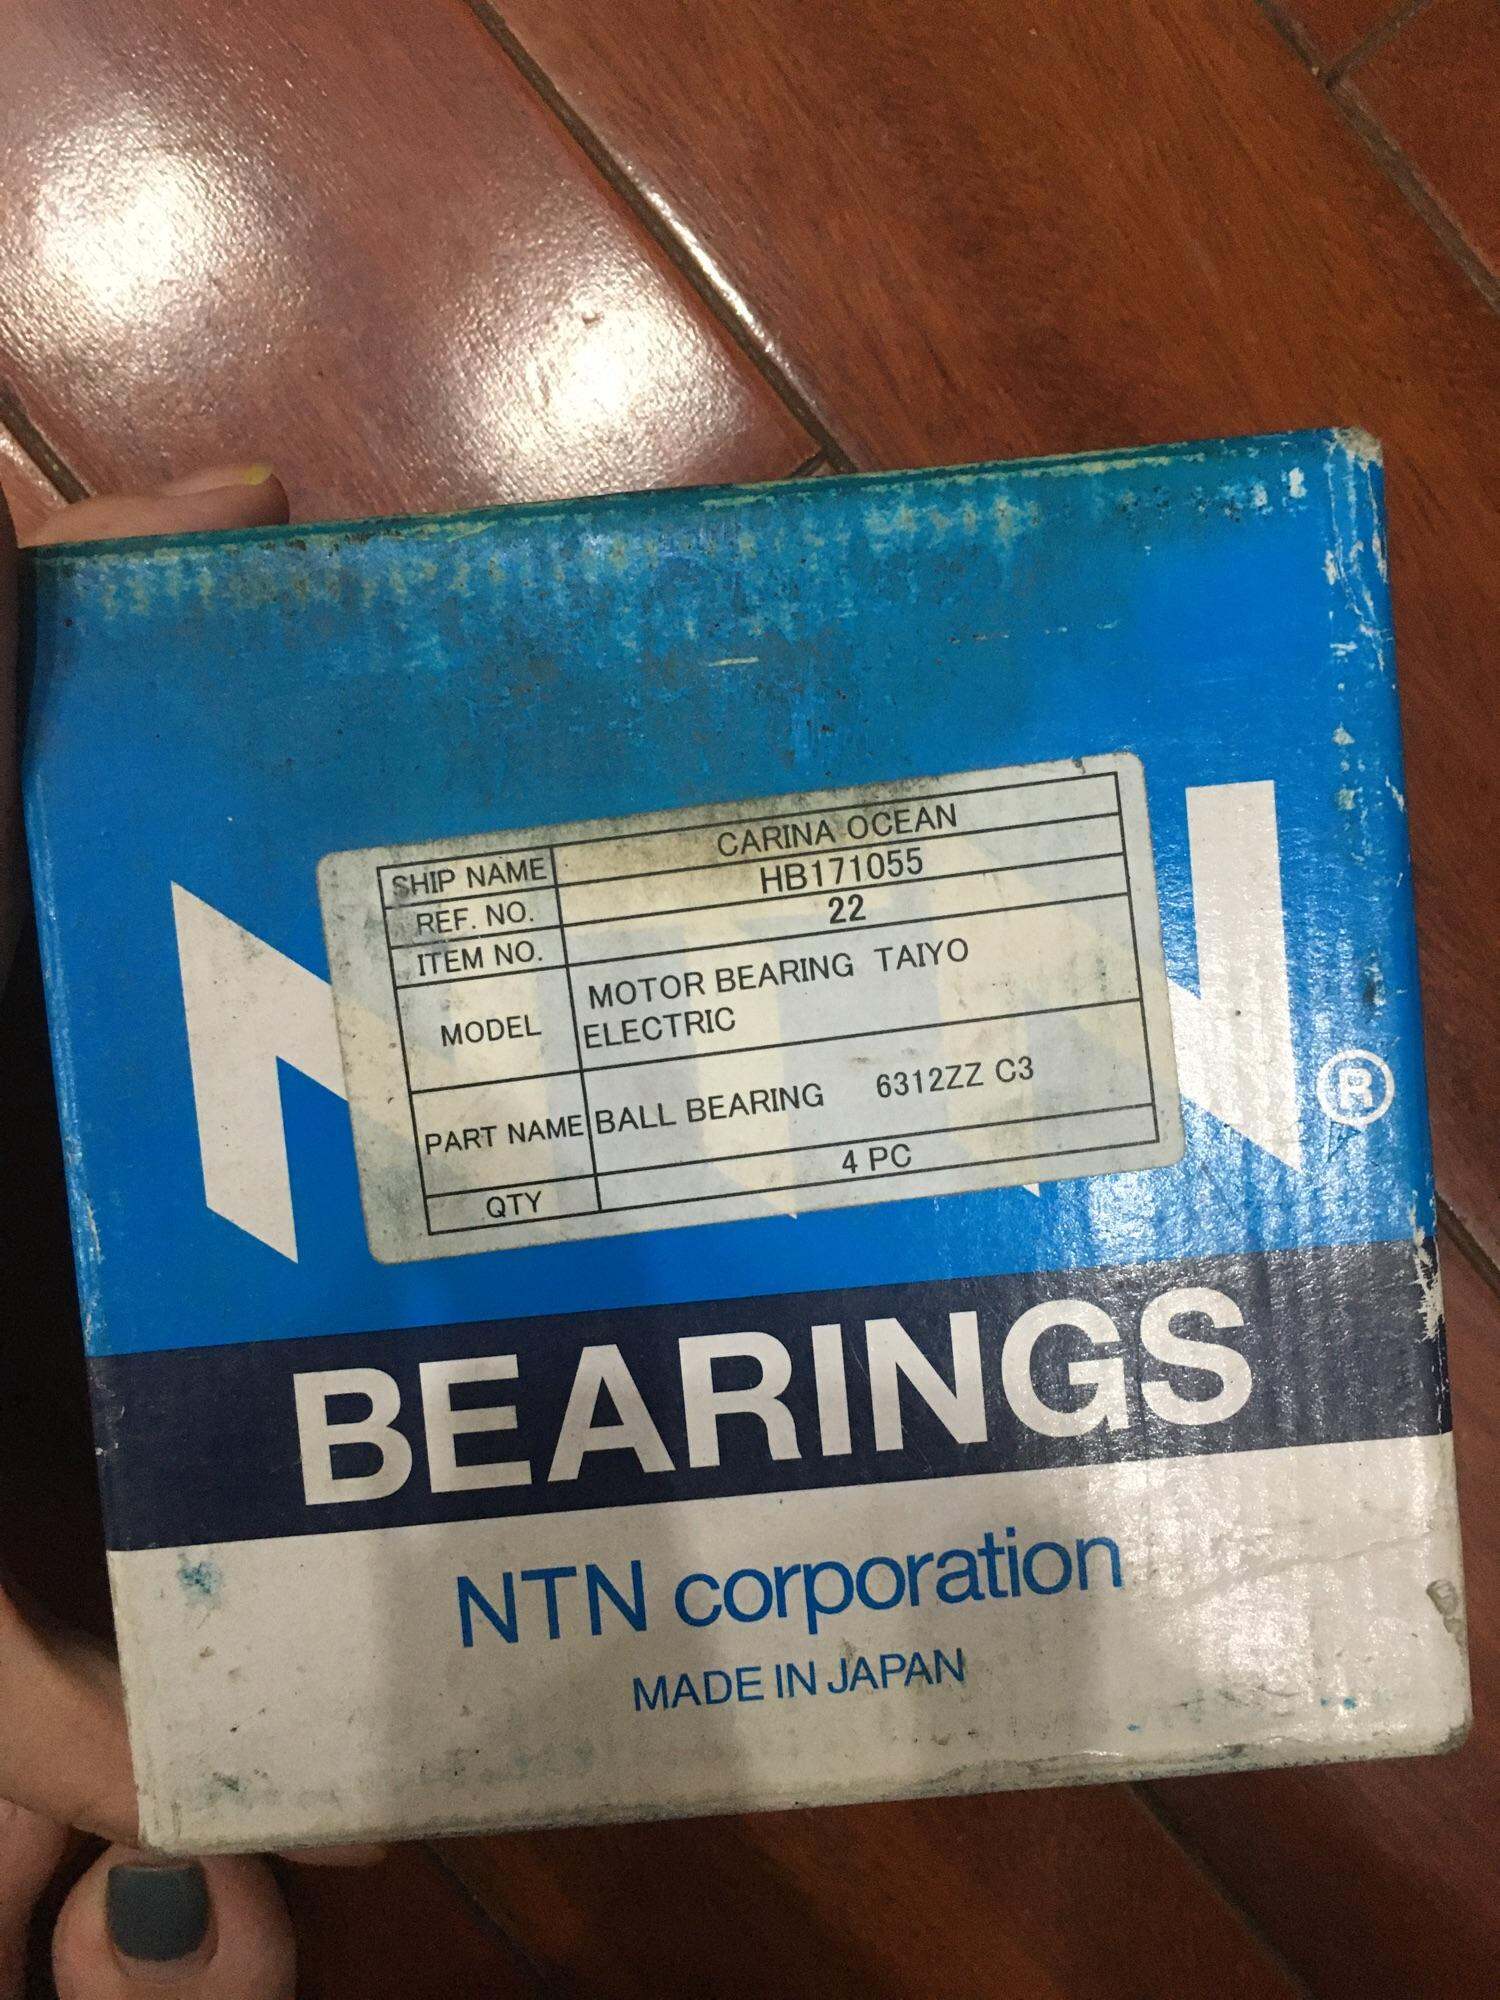 SHIP NAME CARINA OCEAN
REF. NO. HB171055
ITEM NO. 22
MODEL MOTOR BEARING TAIYO
ELECTRIC
PART NAME BALL BEARING 6312ZZ C3
QTY 4 PC
NTN ®
BEARINGS
NTN corporation
MADE IN JAPAN